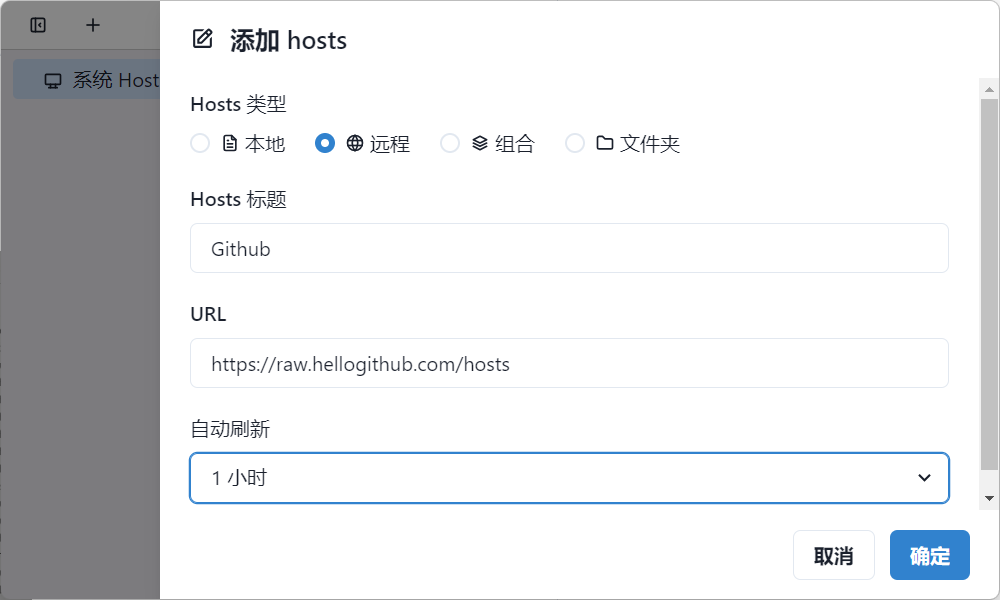 添加 hosts
系统 Host
Hosts 类型
本地 远程 组合 文件夹
Hosts 标题
Github
URL
https://raw.hellogithub.com/hosts
自动刷新
1 小时
取消 确定